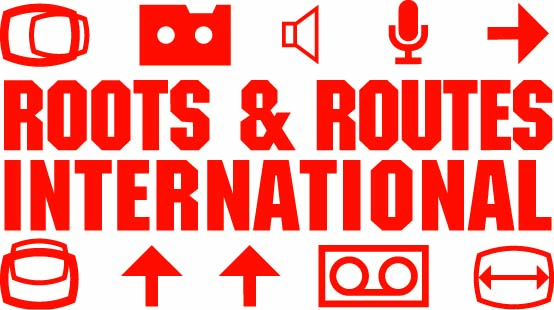 ROOTS & ROUTES
INTERNATIONAL